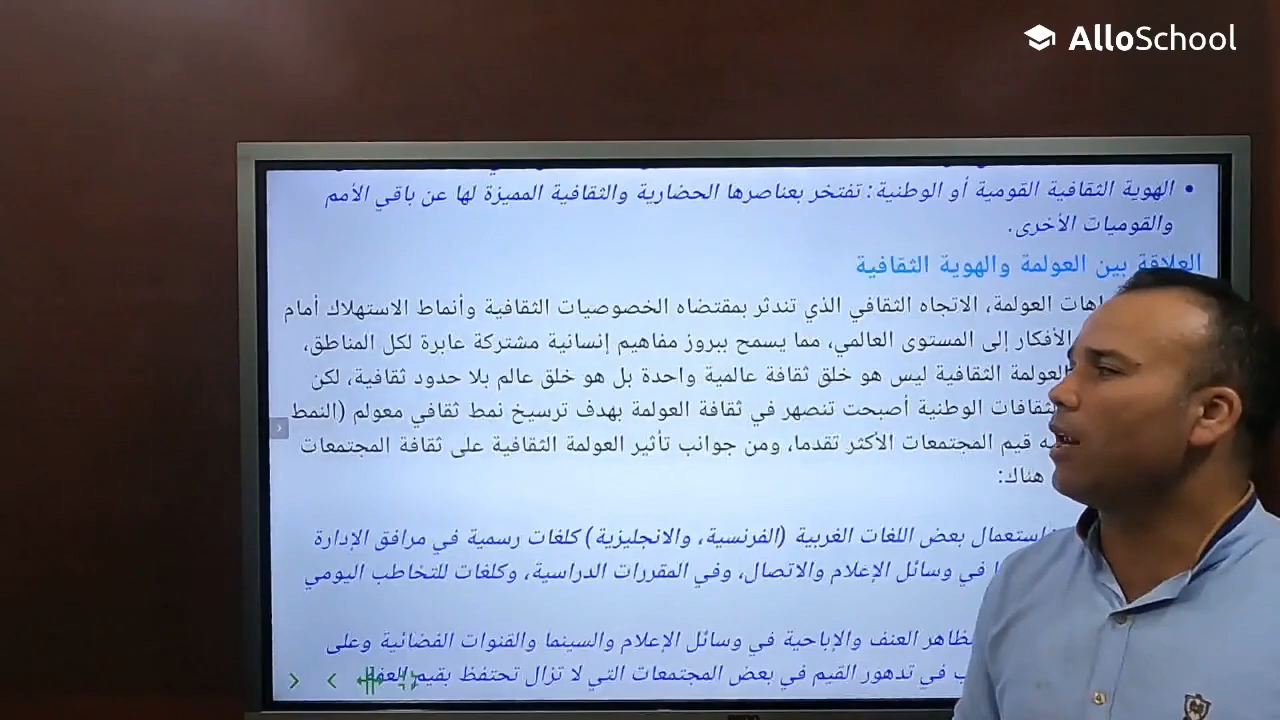 AlloSchool
• الهوية الثقافية القومية أو الوطنية: تفتخر بعناصرها الحضارية والثقافية المميزة لها عن باقي الأمم
والقوميات الأخرى.
العلاقة بين العولمة والهوية الثقافية
العولمة، الاتجاه الثقافي الذي تندثر بمقتضاه الخصوصيات الثقافية وأنماط الاستهلاك أمام
الأفكار إلى المستوى العالمي، مما يسمح ببروز مفاهيم إنسانية مشتركة عابرة لكل المناطق،
العولمة الثقافية ليس هو خلق ثقافة عالمية واحدة بل هو خلق عالم بلا حدود ثقافية، لكن
الوطنية أصبحت تنصهر في ثقافة العولمة بهدف ترسيخ نمط ثقافي معولم (النمط
قيم المجتمعات الأكثر تقدما، ومن جوانب تأثير العولمة الثقافية على ثقافة المجتمعات
هناك:
بعض اللغات الغربية (الفرنسية، والانجليزية) كلغات رسمية في مرافق الإدارة
في وسائل الإعلام والاتصال، وفي المقررات الدراسية، وكلغات للتخاطب اليومي
العنف والإباحية في وسائل الإعلام والسينما والقنوات الفضائية وعلى
في تدهور القيم في بعض المجتمعات التي لا تزال تحتفظ بقيم